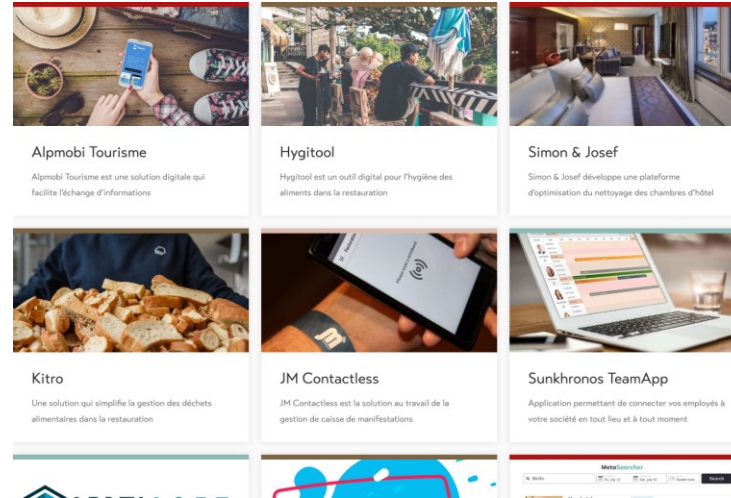 Alpmobi Tourisme
Alpmobi Tourisme est une solution digitale qui
facilite l'échange d'informations
Hygitool
Hygitool est un outil digital pour l'hygiène des
aliments dans la restauration
Simon & Josef
Simon & Josef développe une plateforme
d'optimisation du nettoyage des chambres d'hôtel
Kitro
Une solution qui simplifie la gestion des déchets
alimentaires dans la restauration
JM Contactless
JM Contactless est la solution au travail de la
gestion de caisse de manifestations
Sunkhronos TeamApp
Application permettant de connecter vos employés à
votre société en tout lieu et à tout moment
MetaSearcher
Search